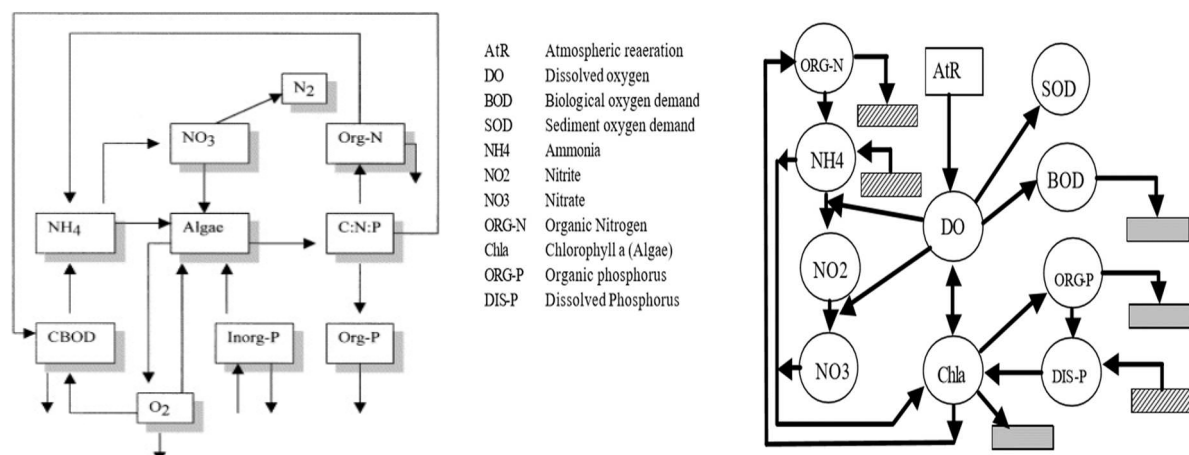 N2
NO3
Org-N
NH4
Algae
C:N:P
CBOD
Inorg-P
Org-P
O2
AtR Atmospheric reaeration
DO Dissolved oxygen
BOD Biological oxygen demand
SOD Sediment oxygen demand
NH4 Ammonia
NO2 Nitrite
NO3 Nitrate
ORG-N Organic Nitrogen
Chla Chlorophyll a (Algae)
ORG-P Organic phosphorus
DIS-P Dissolved Phosphorus
ORG-N
AtR
SOD
NH4
BOD
DO
NO2
ORG-P
NO3
Chla
DIS-P